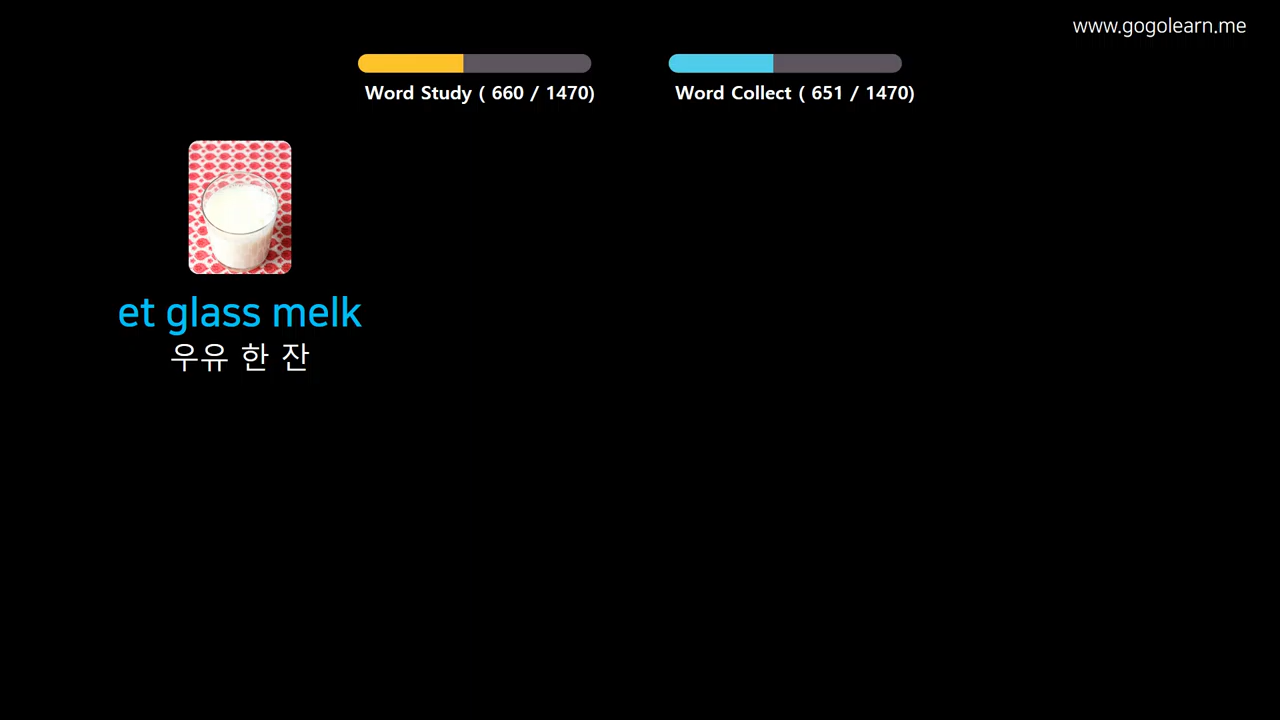 www.gogolearn.me
Word Study ( 660 / 1470)
Word Collect ( 651 / 1470)
et glass melk
우유 한 잔